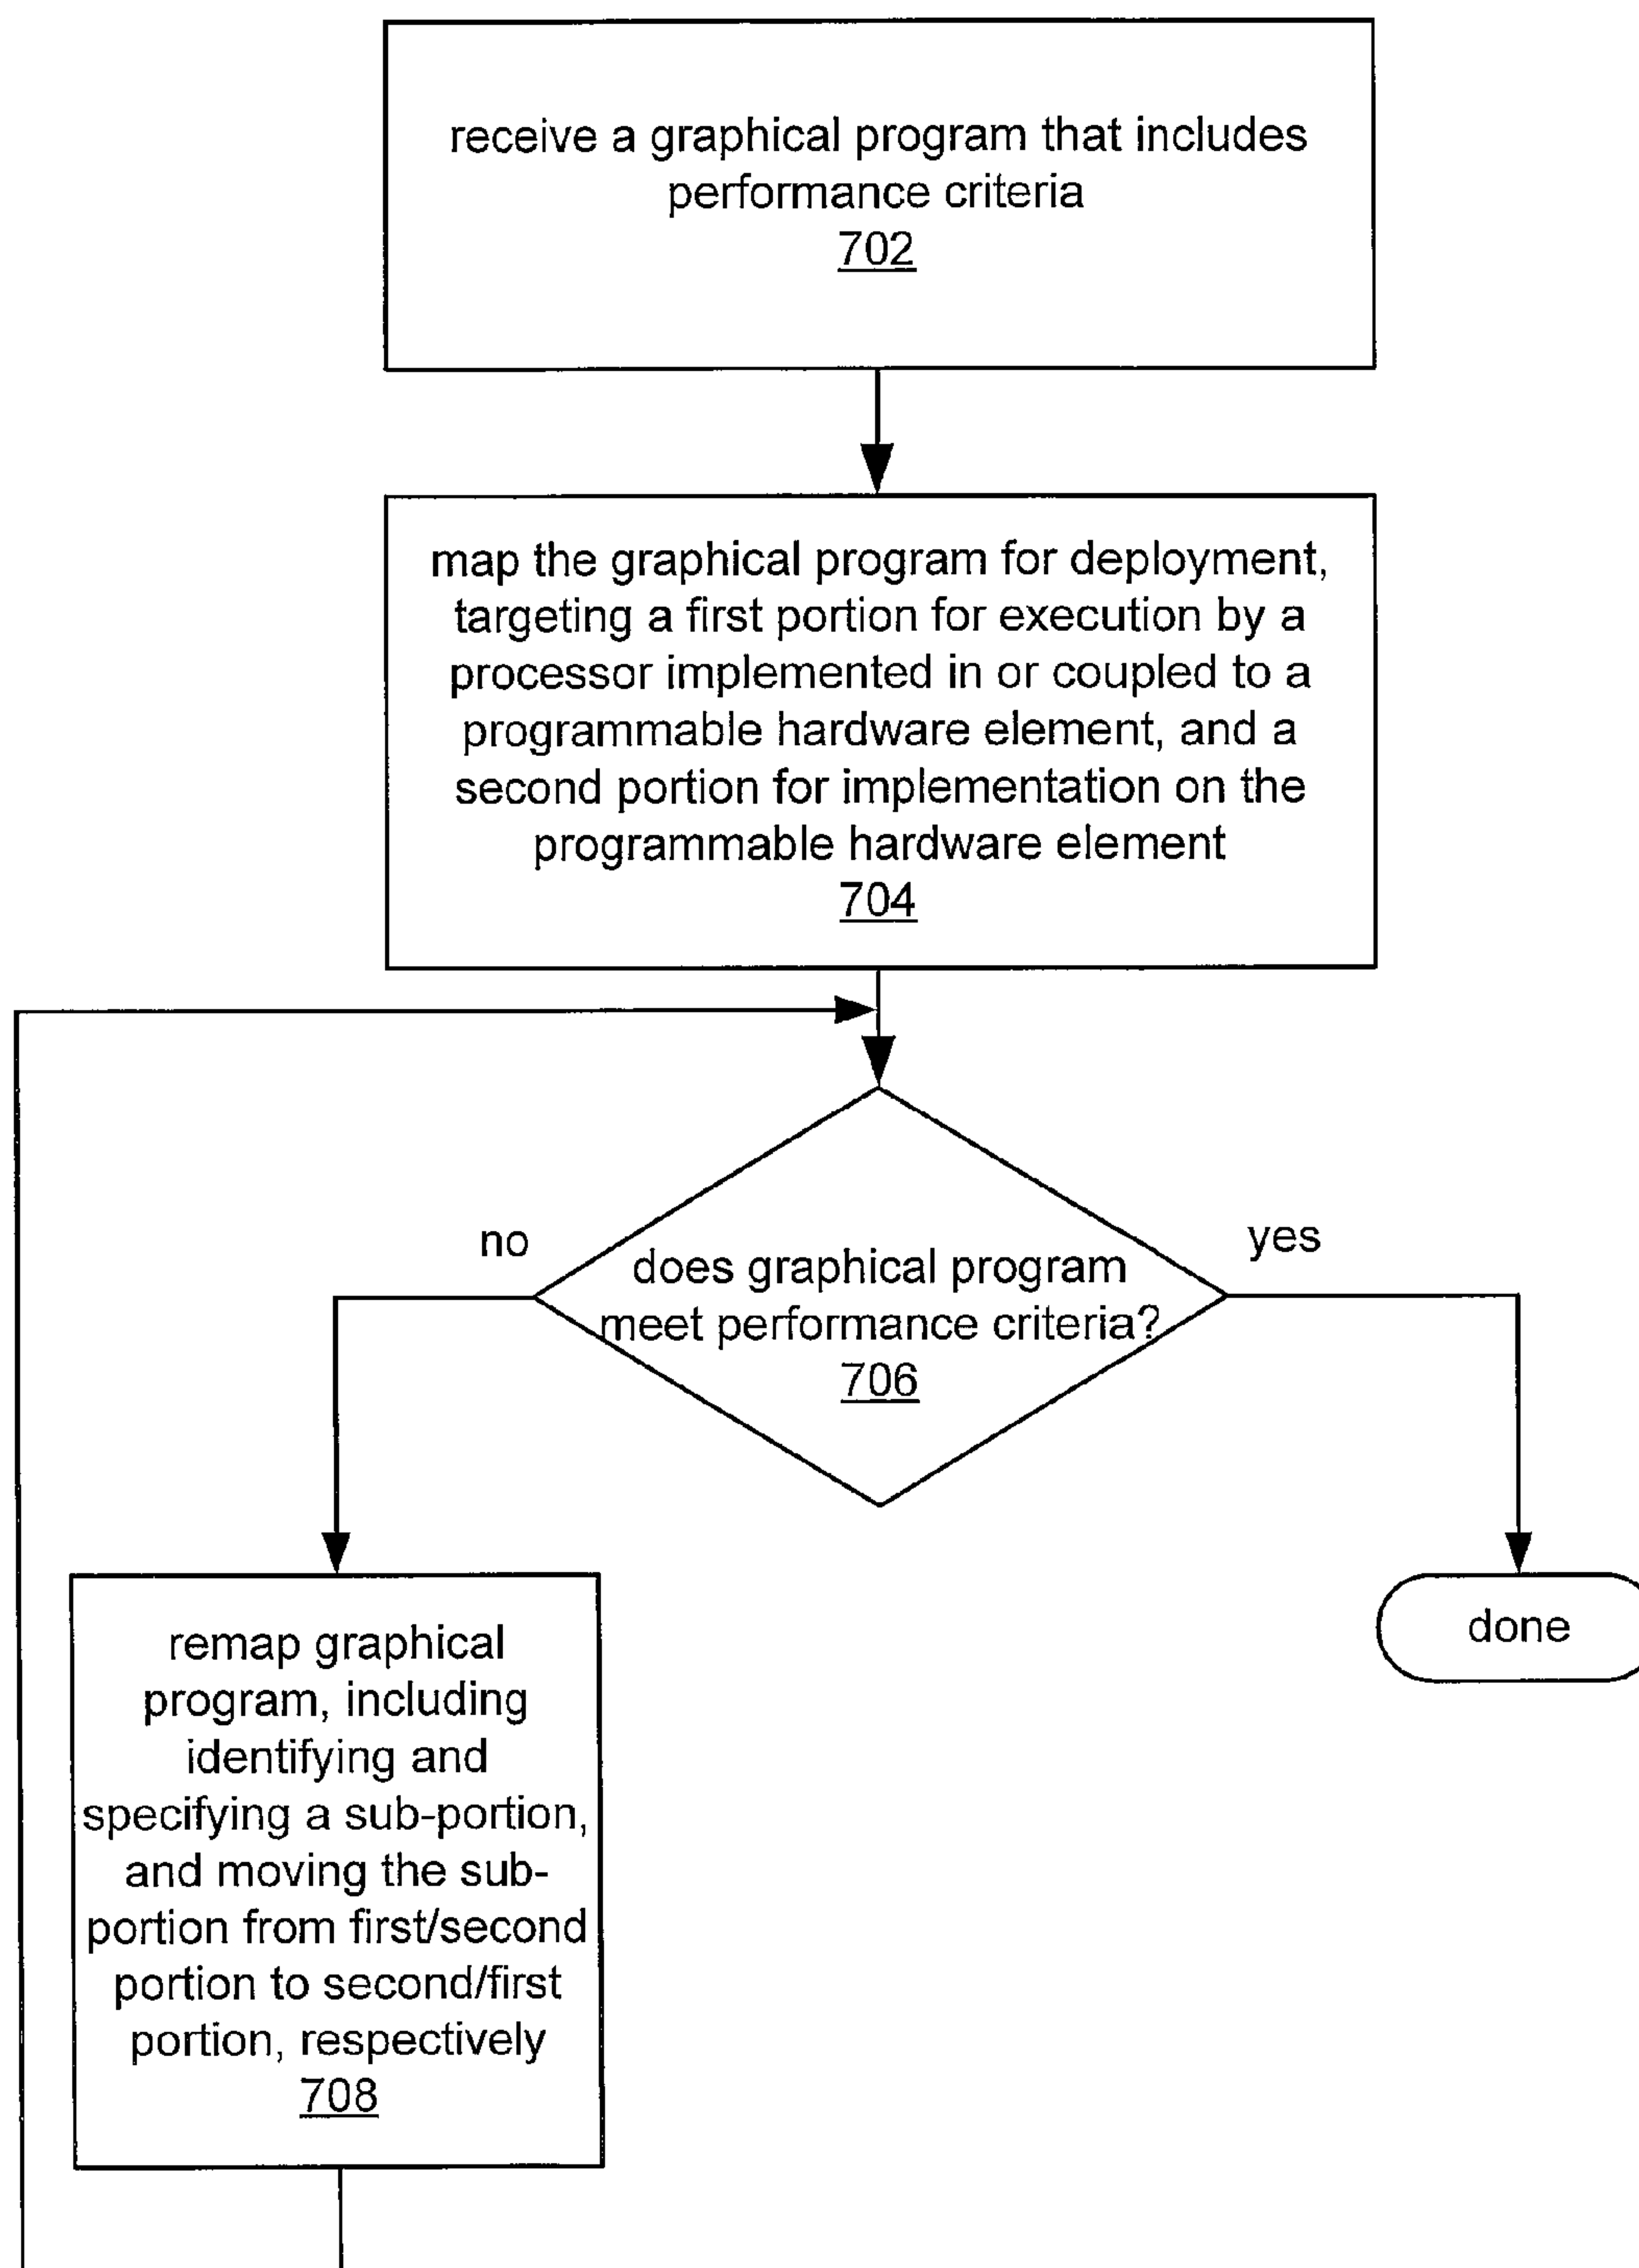 receive a graphical program that includes
performance criteria
702
map the graphical program for deployment,
targeting a first portion for execution by a
processor implemented in or coupled to a
programmable hardware element, and a
second portion for implementation on the
programmable hardware element
704
no
yes
does graphical program
meet performance criteria?
706
done
remap graphical
program, including
identifying and
specifying a sub-portion,
and moving the sub-
portion from first/second
portion to second/first
portion, respectively
708